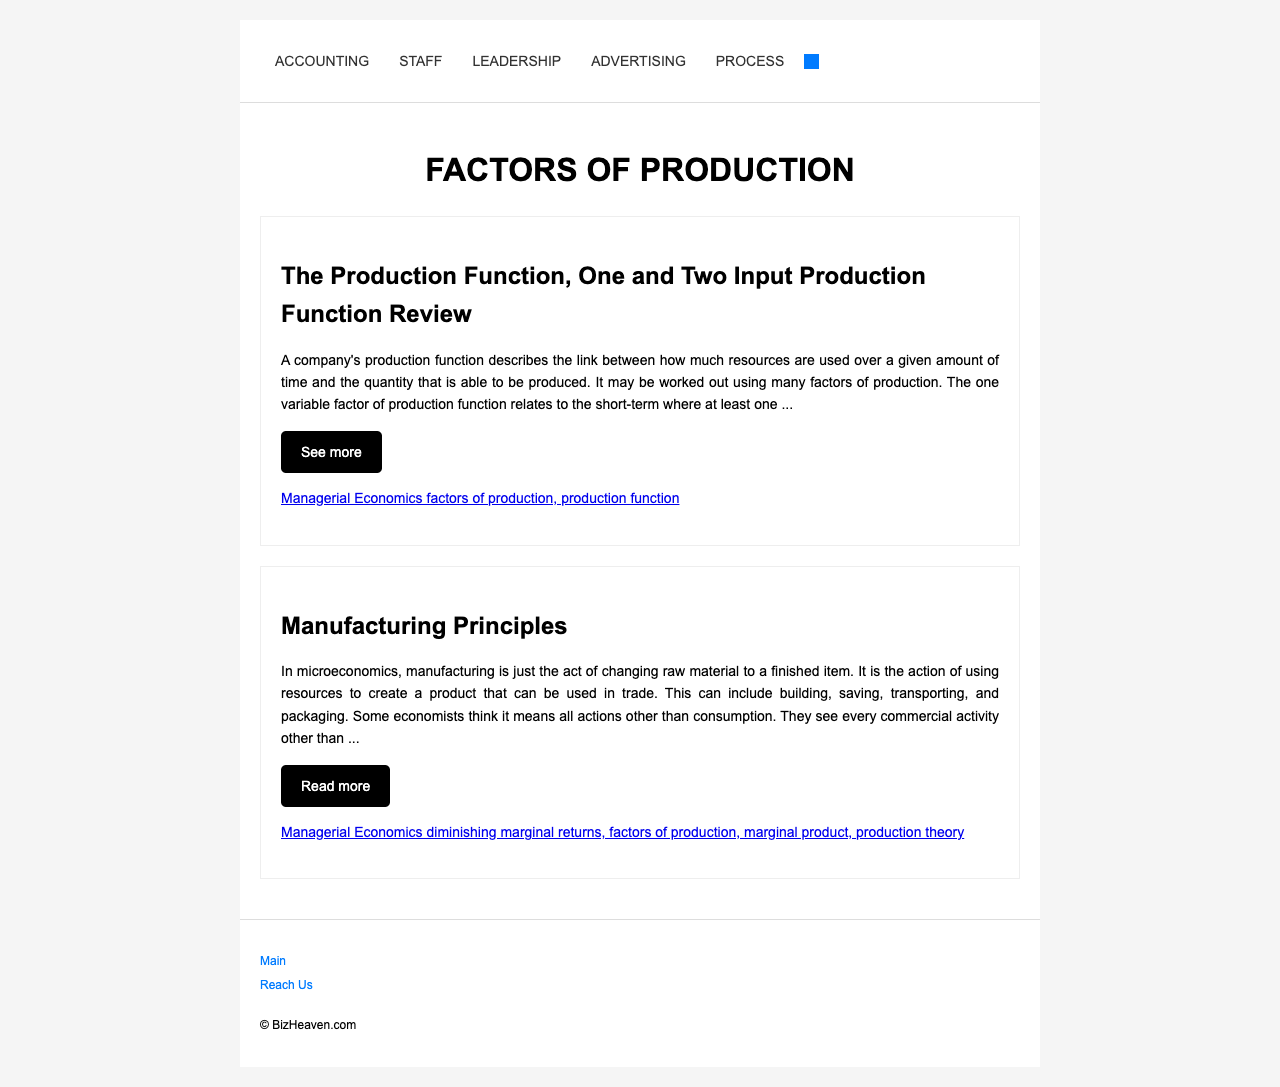 ACCOUNTING STAFF LEADERSHIP ADVERTISING PROCESS
FACTORS OF PRODUCTION
The Production Function, One and Two Input Production
Function Review
A company's production function describes the link between how much resources are used over a given amount of
time and the quantity that is able to be produced. It may be worked out using many factors of production. The one
variable factor of production function relates to the short-term where at least one ...
See more
Managerial Economics factors of production, production function
Manufacturing Principles
In microeconomics, manufacturing is just the act of changing raw material to a finished item. It is the action of using
resources to create a product that can be used in trade. This can include building, saving, transporting, and
packaging. Some economists think it means all actions other than consumption. They see every commercial activity
other than ...
Read more
Managerial Economics diminishing marginal returns, factors of production, marginal product, production theory
Main
Reach Us
© BizHeaven.com